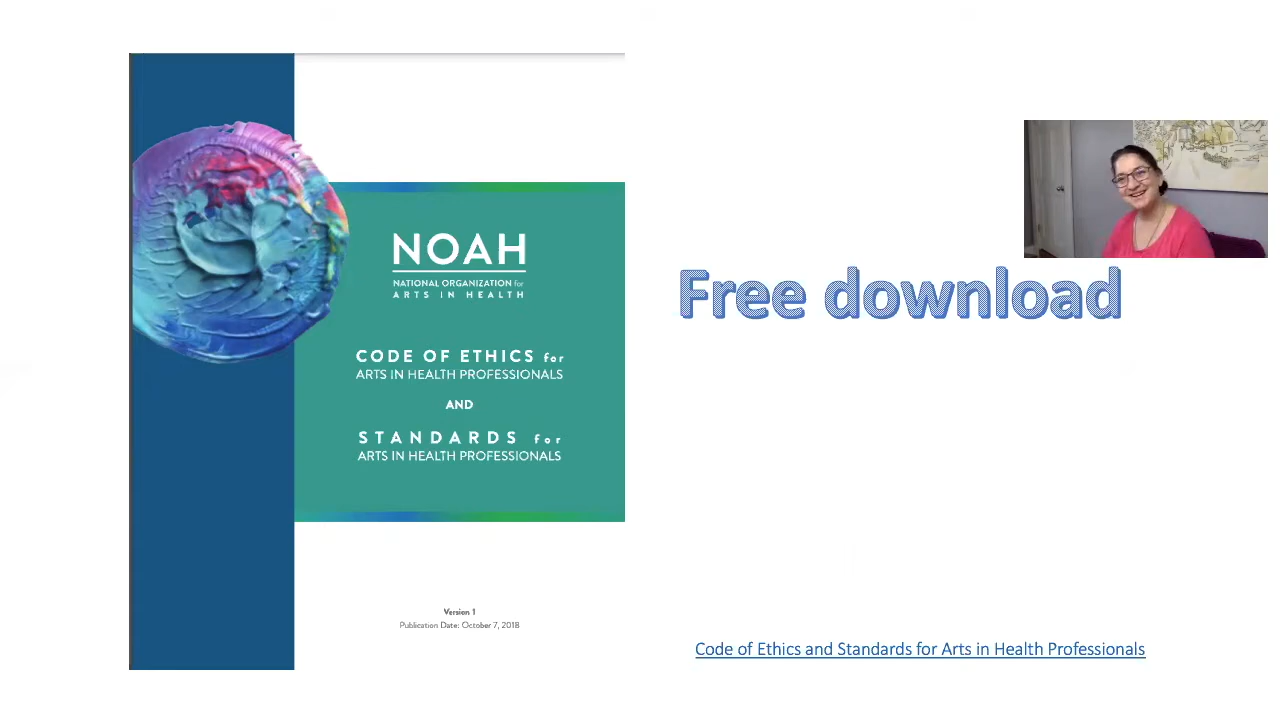 NOAH
NATIONAL ORGANIZATION for
ARTS IN HEALTH
CODE OF ETHICS for
ARTS IN HEALTH PROFESSIONALS
AND
STANDARDS for
ARTS IN HEALTH PROFESSIONALS
Version 1
Publication Date: October 7, 2018
Free download
Code of Ethics and Standards for Arts in Health Professionals